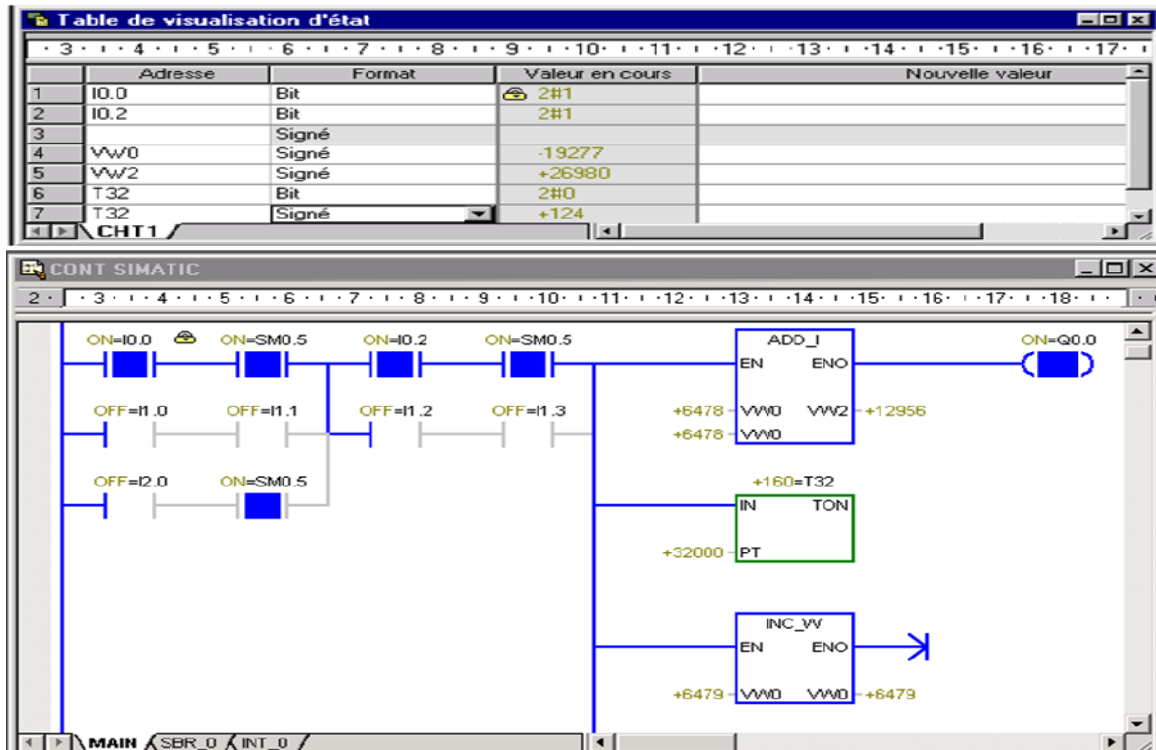 Table de visualisation d'état
· 3 · ı · 4 · ı · 5 · ı · 6 · ı · 7 · ı · 8 · ı · 9 · ı · 10 · ı · 11 · ı · 12 · ı · 13 · ı · 14 · ı · 15 · ı · 16 · ı · 17 · ı
Adresse Format Valeur en cours Nouvelle valeur
1 I0.0 Bit 2#1
2 I0.2 Bit 2#1
3 Signé
4 VW0 Signé -19277
5 VW2 Signé +26980
6 T32 Bit 2#0
7 T32 Signé +124
CHT1
CONT SIMATIC
2 · · 3 · ı · 4 · ı · 5 · ı · 6 · ı · 7 · ı · 8 · ı · 9 · ı · 10 · ı · 11 · ı · 12 · ı · 13 · ı · 14 · ı · 15 · ı · 16 · ı · 17 · ı · 18 · ı ·
ON=I0.0 ON=SM0.5 ON=I0.2 ON=SM0.5 ADD_I ON=Q0.0
EN ENO
OFF=I1.0 OFF=I1.1 OFF=I1.2 OFF=I1.3 +6478 VW0 VW2 +12956
+6478 VW0
OFF=I2.0 ON=SM0.5 +160=T32
IN TON
+32000 PT
INC_W
EN ENO
+6479 VW0 VW0 +6479
MAIN SBR_0 INT_0